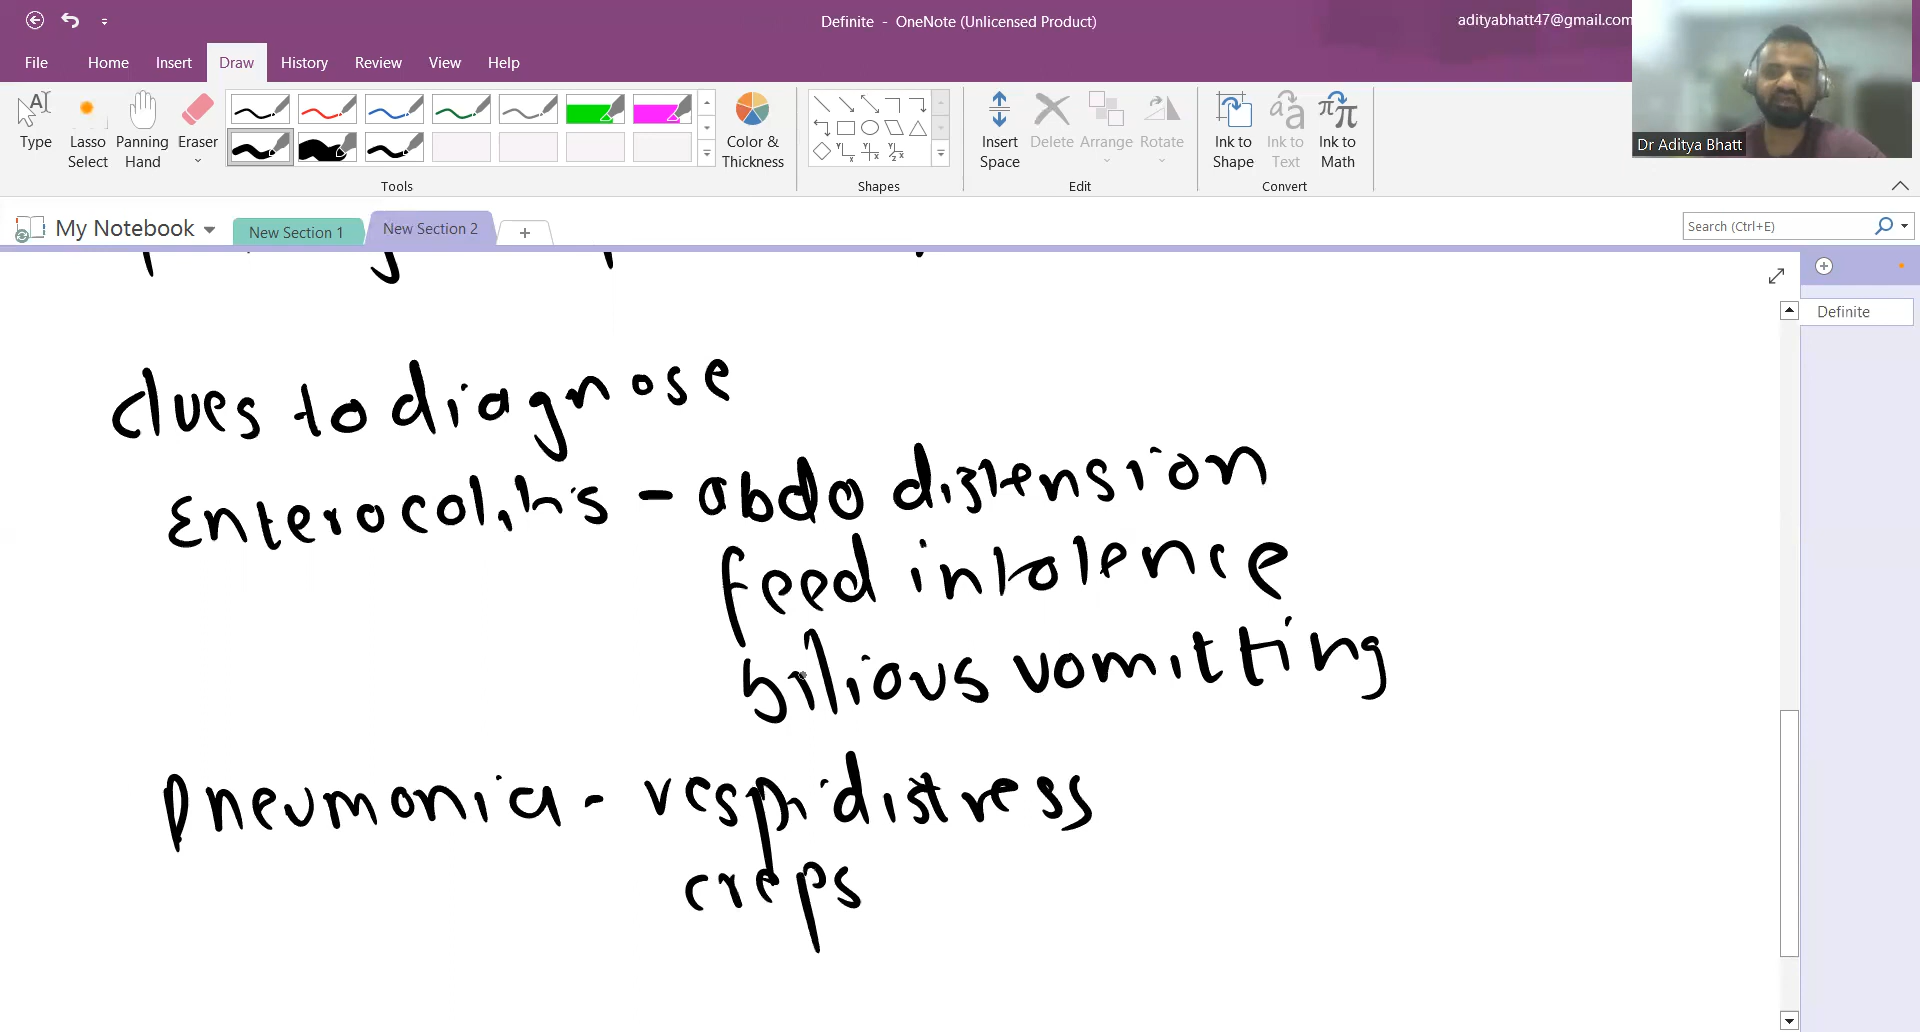 Definite - OneNote (Unlicensed Product)
adityabhatt47@gmail.com
File Home Insert Draw History Review View Help
Type
Lasso Select
Panning Hand
Eraser
Color & Thickness
Insert Space
Delete
Arrange
Rotate
Ink to Shape
Ink to Text
Ink to Math
Tools
Shapes
Edit
Convert
Dr Aditya Bhatt
My Notebook
New Section 1
New Section 2
Search (Ctrl+E)
Definite
clues to diagnose
Enterocolitis - abdo distension
feed intolence
bilious vomitting
pneumonia - resp. distress
creps